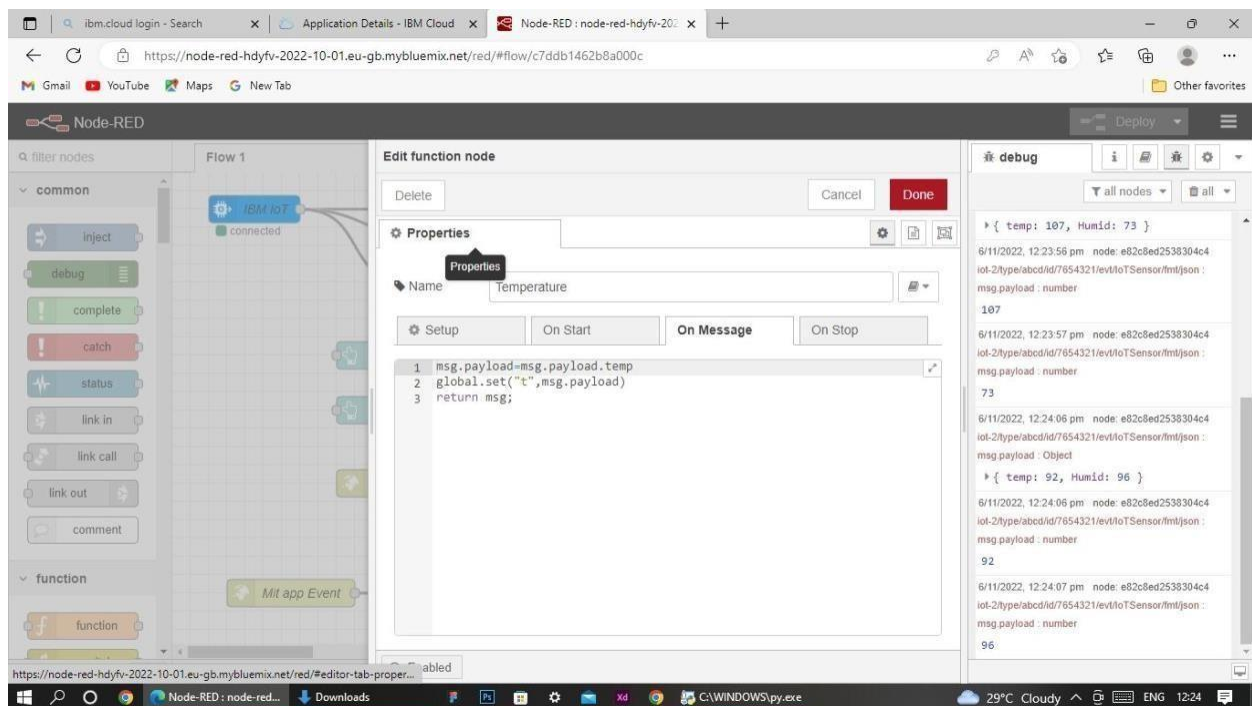 ibm.cloud login - Search
Application Details - IBM Cloud
Node-RED : node-red-hdyfv-202
https://node-red-hdyfv-2022-10-01.eu-gb.mybluemix.net/red/#flow/c7ddb1462b8a000c
Gmail YouTube Maps New Tab Other favorites
Node-RED Deploy
filter nodes
Flow 1
common
inject
debug
complete
catch
status
link in
link call
link out
comment
function
function
IBM IoT
connected
Mit app Event
Edit function node
Delete Cancel Done
Properties
Properties
Name Temperature
Setup On Start On Message On Stop
1 msg.payload=msg.payload.temp
2 global.set("t",msg.payload)
3 return msg;
debug
all nodes all
{ temp: 107, Humid: 73 }
6/11/2022, 12:23:56 pm node: e82c8ed2538304c4
iot-2/type/abcd/id/7654321/evt/IoTSensor/fmt/json :
msg.payload : number
107
6/11/2022, 12:23:57 pm node: e82c8ed2538304c4
iot-2/type/abcd/id/7654321/evt/IoTSensor/fmt/json :
msg.payload : number
73
6/11/2022, 12:24:06 pm node: e82c8ed2538304c4
iot-2/type/abcd/id/7654321/evt/IoTSensor/fmt/json :
msg.payload : Object
{ temp: 92, Humid: 96 }
6/11/2022, 12:24:06 pm node: e82c8ed2538304c4
iot-2/type/abcd/id/7654321/evt/IoTSensor/fmt/json :
msg.payload : number
92
6/11/2022, 12:24:07 pm node: e82c8ed2538304c4
iot-2/type/abcd/id/7654321/evt/IoTSensor/fmt/json :
msg.payload : number
96
https://node-red-hdyfv-2022-10-01.eu-gb.mybluemix.net/red/#editor-tab-proper...
Node-RED : node-red... Downloads Ps Xd C:\WINDOWS\py.exe 29°C Cloudy ENG 12:24